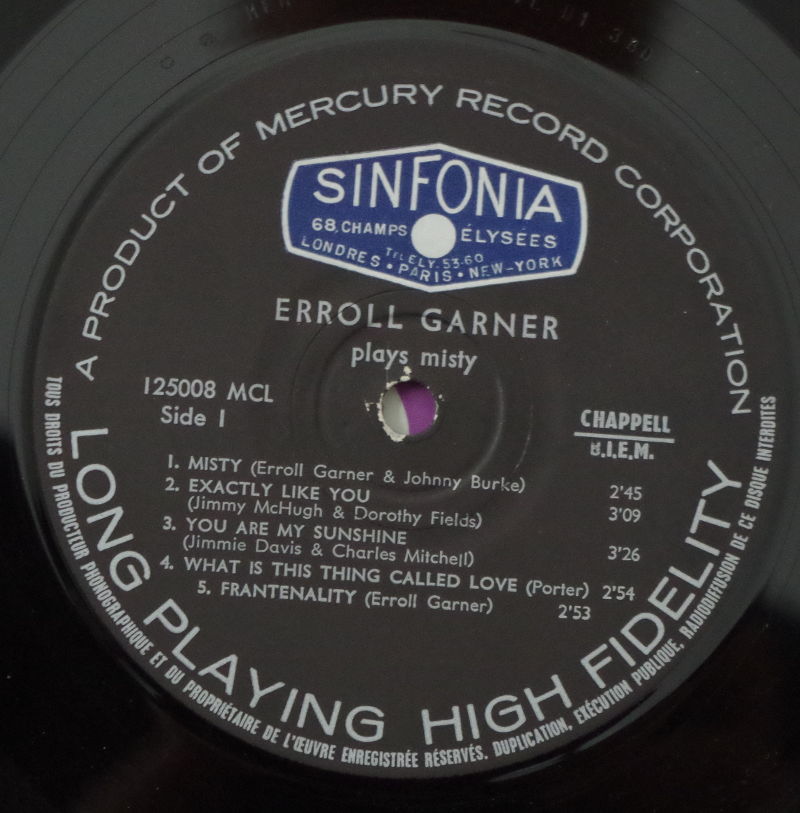 A PRODUCT OF MERCURY RECORD CORPORATION
SINFONIA
68, CHAMPS ÉLYSÉES
TEL ELY. 53-60
LONDRES • PARIS • NEW-YORK
ERROLL GARNER
plays misty
125008 MCL
Side 1
CHAPPELL
B.I.E.M.
1. MISTY (Erroll Garner & Johnny Burke) 2'45
2. EXACTLY LIKE YOU
(Jimmy McHugh & Dorothy Fields) 3'09
3. YOU ARE MY SUNSHINE
(Jimmie Davis & Charles Mitchell) 3'26
4. WHAT IS THIS THING CALLED LOVE (Porter) 2'54
5. FRANTENALITY (Erroll Garner) 2'53
LONG PLAYING HIGH FIDELITY
TOUS DROITS DU PRODUCTEUR PHONOGRAPHIQUE ET DU PROPRIÉTAIRE DE L'ŒUVRE ENREGISTRÉE RÉSERVÉS. DUPLICATION, EXÉCUTION PUBLIQUE, RADIODIFFUSION DE CE DISQUE INTERDITES